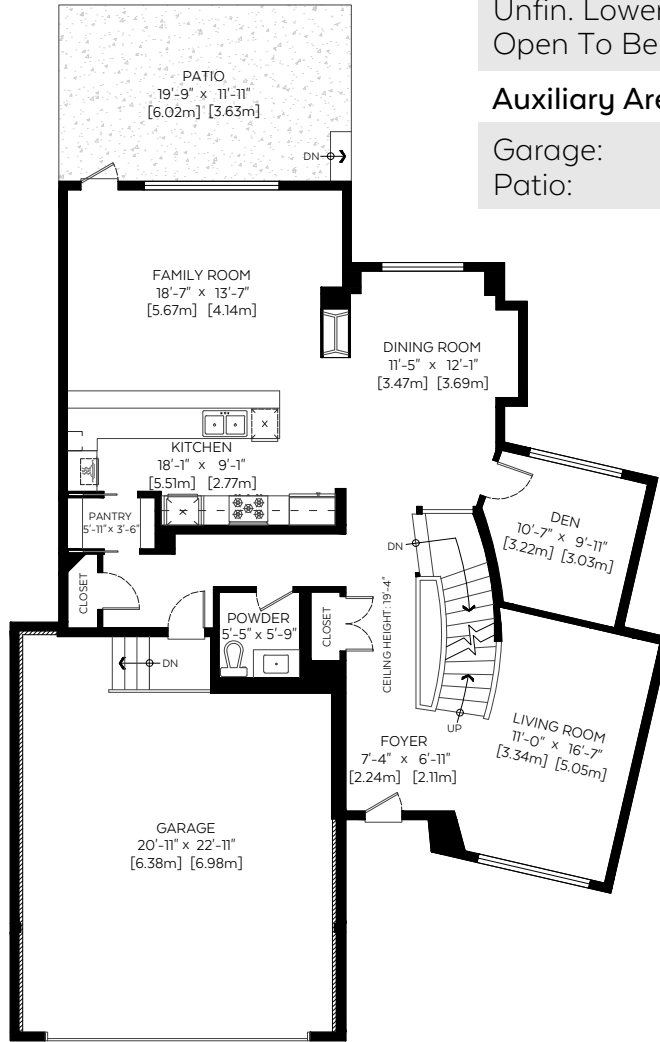 Unfin. Lower
Open To Be
Auxiliary Are
Garage:
Patio:
PATIO
19'-9" x 11'-11"
[6.02m] [3.63m]
DN
FAMILY ROOM
18'-7" x 13'-7"
[5.67m] [4.14m]
DINING ROOM
11'-5" x 12'-1"
[3.47m] [3.69m]
X
KITCHEN
18'-1" x 9'-1"
[5.51m] [2.77m]
X
PANTRY
5'-11" x 3'-6"
DEN
10'-7" x 9'-11"
[3.22m] [3.03m]
DN
CLOSET
POWDER
5'-5" x 5'-9"
CLOSET
CEILING HEIGHT: 19'-4"
DN
UP
LIVING ROOM
11'-0" x 16'-7"
[3.34m] [5.05m]
FOYER
7'-4" x 6'-11"
[2.24m] [2.11m]
GARAGE
20'-11" x 22'-11"
[6.38m] [6.98m]